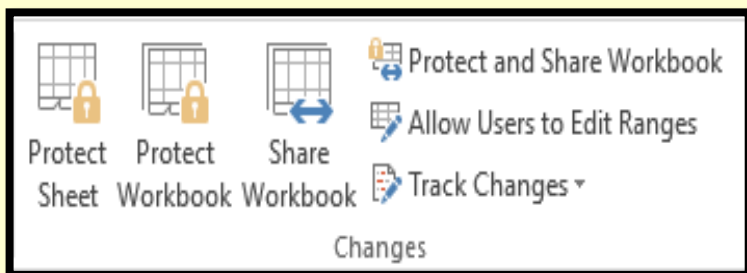 Protect Sheet
Protect Workbook
Share Workbook
Protect and Share Workbook
Allow Users to Edit Ranges
Track Changes
Changes